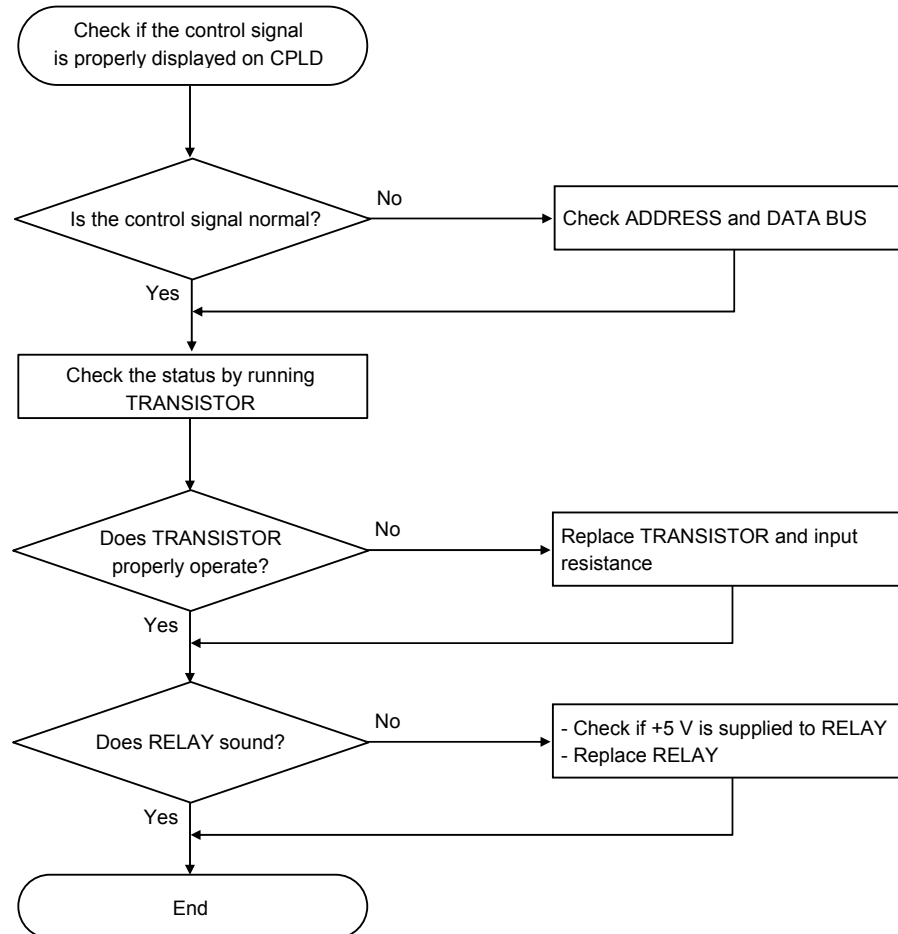 Check if the control signal
is properly displayed on CPLD
Is the control signal normal?
No
Check ADDRESS and DATA BUS
Yes
Check the status by running
TRANSISTOR
Does TRANSISTOR
properly operate?
No
Replace TRANSISTOR and input
resistance
Yes
Does RELAY sound?
No
- Check if +5 V is supplied to RELAY
- Replace RELAY
Yes
End